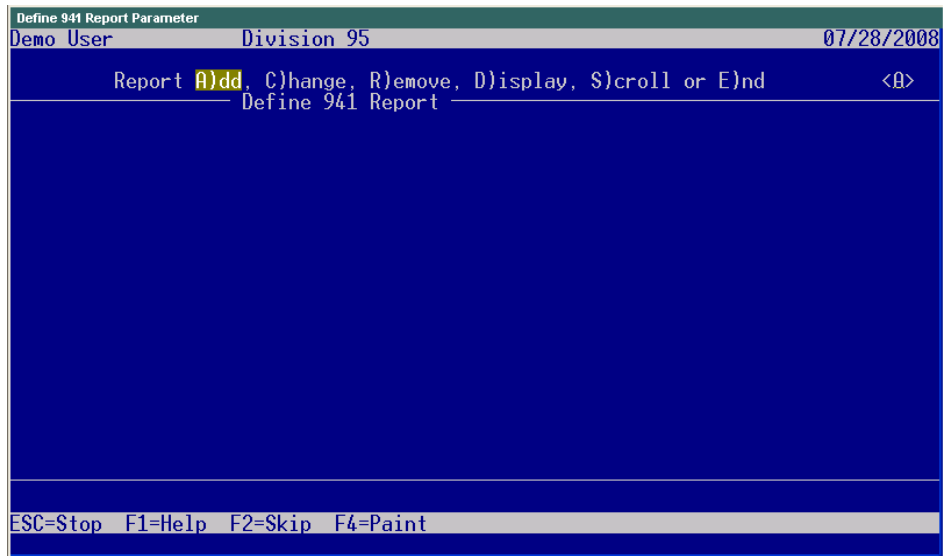 Define 941 Report Parameter
Demo User Division 95 07/28/2008
Report A)dd, C)hange, R)emove, D)isplay, S)croll or E)nd <A>
Define 941 Report
ESC=Stop F1=Help F2=Skip F4=Paint